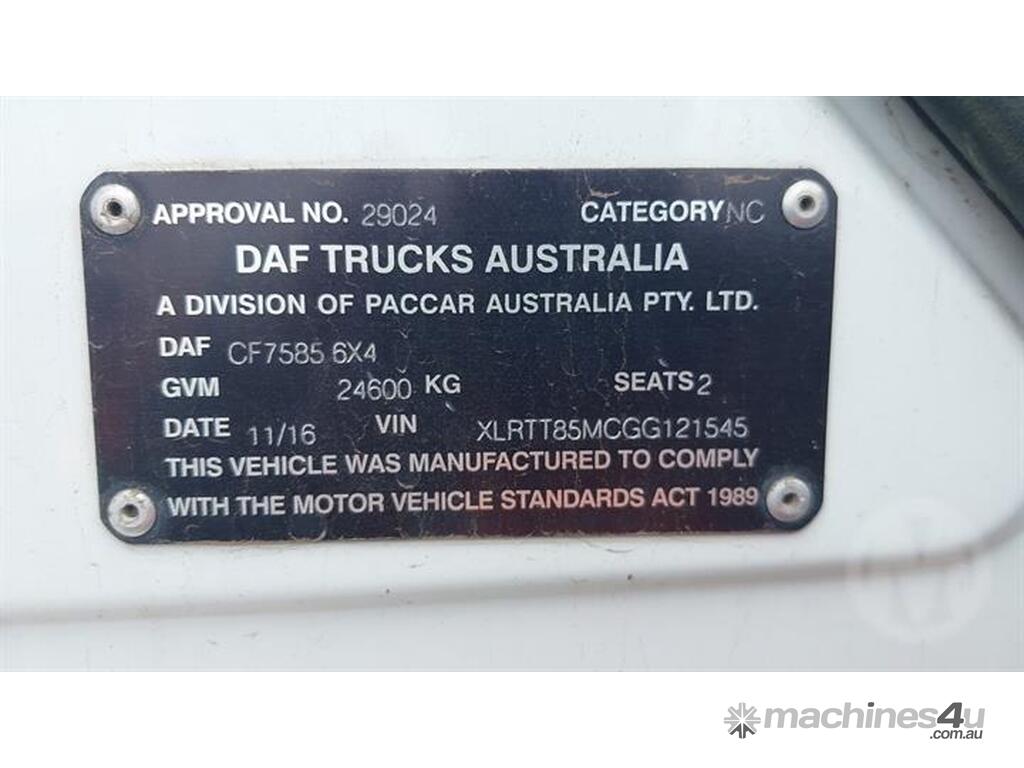 APPROVAL NO. 29024 CATEGORY NC
DAF TRUCKS AUSTRALIA
A DIVISION OF PACCAR AUSTRALIA PTY. LTD.
DAF CF7585 6X4
GVM 24600 KG SEATS 2
DATE 11/16 VIN XLRTT85MCGG121545
THIS VEHICLE WAS MANUFACTURED TO COMPLY
WITH THE MOTOR VEHICLE STANDARDS ACT 1989
machines4u
.com.au